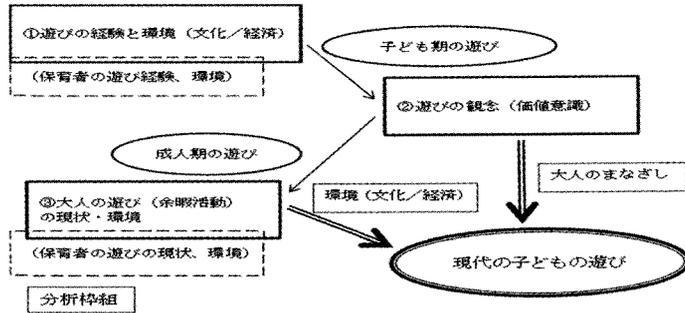 ①遊びの経験と環境（文化／経済）
（保育者の遊び経験、環境）
子ども期の遊び
②遊びの観念（価値意識）
成人期の遊び
大人のまなざし
③大人の遊び（余暇活動）
の現状・環境
環境（文化／経済）
（保育者の遊びの現状、環境）
現代の子どもの遊び
分析枠組